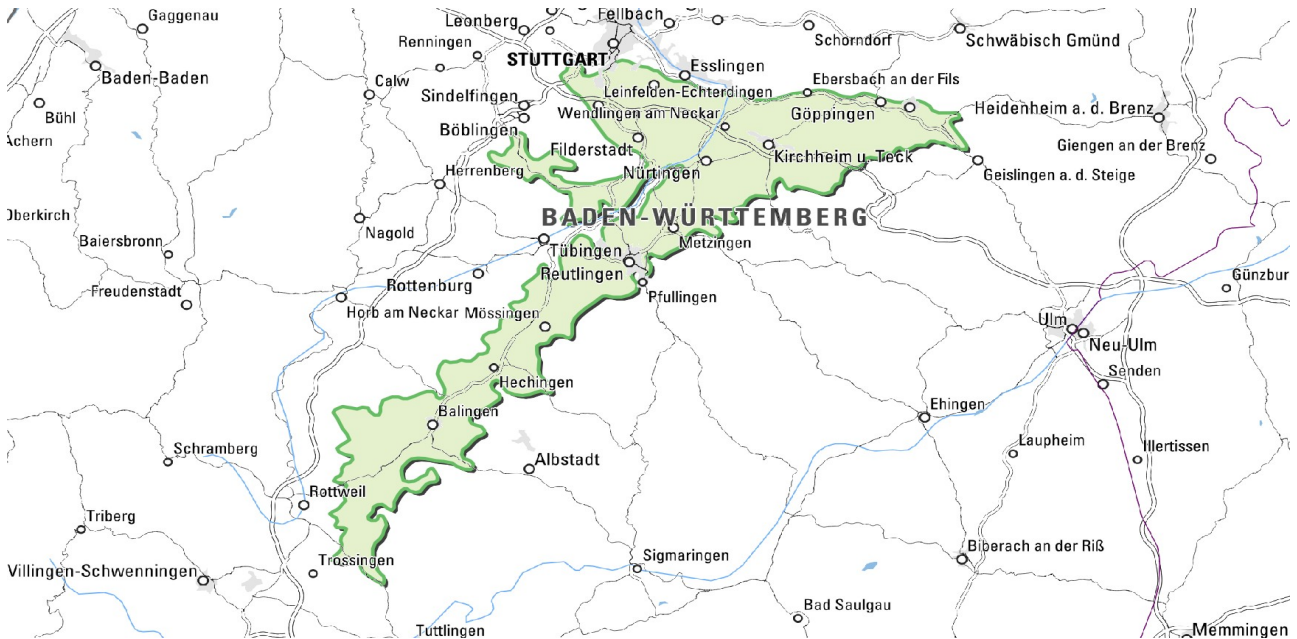 Gaggenau
Leonberg
Fellbach
Renningen
Schorndorf
Schwäbisch Gmünd
STUTTGART
Baden-Baden
Esslingen
Calw
Ebersbach an der Fils
Leinfelden-Echterdingen
Sindelfingen
Heidenheim a. d. Brenz
Bühl
Wendlingen am Neckar
Göppingen
Böblingen
Achern
Filderstadt
Kirchheim u. Teck
Giengen an der Brenz
Herrenberg
Nürtingen
Geislingen a. d. Steige
Oberkirch
BADEN-WÜRTTEMBERG
Nagold
Baiersbronn
Metzingen
Tübingen
Reutlingen
Günzbur
Rottenburg
Freudenstadt
Pfullingen
Horb am Neckar
Mössingen
Ulm
Neu-Ulm
Senden
Hechingen
Ehingen
Balingen
Laupheim
Illertissen
Schramberg
Albstadt
Rottweil
Triberg
Biberach an der Riß
Sigmaringen
Trossingen
Villingen-Schwenningen
Bad Saulgau
Tuttlingen
Memmingen